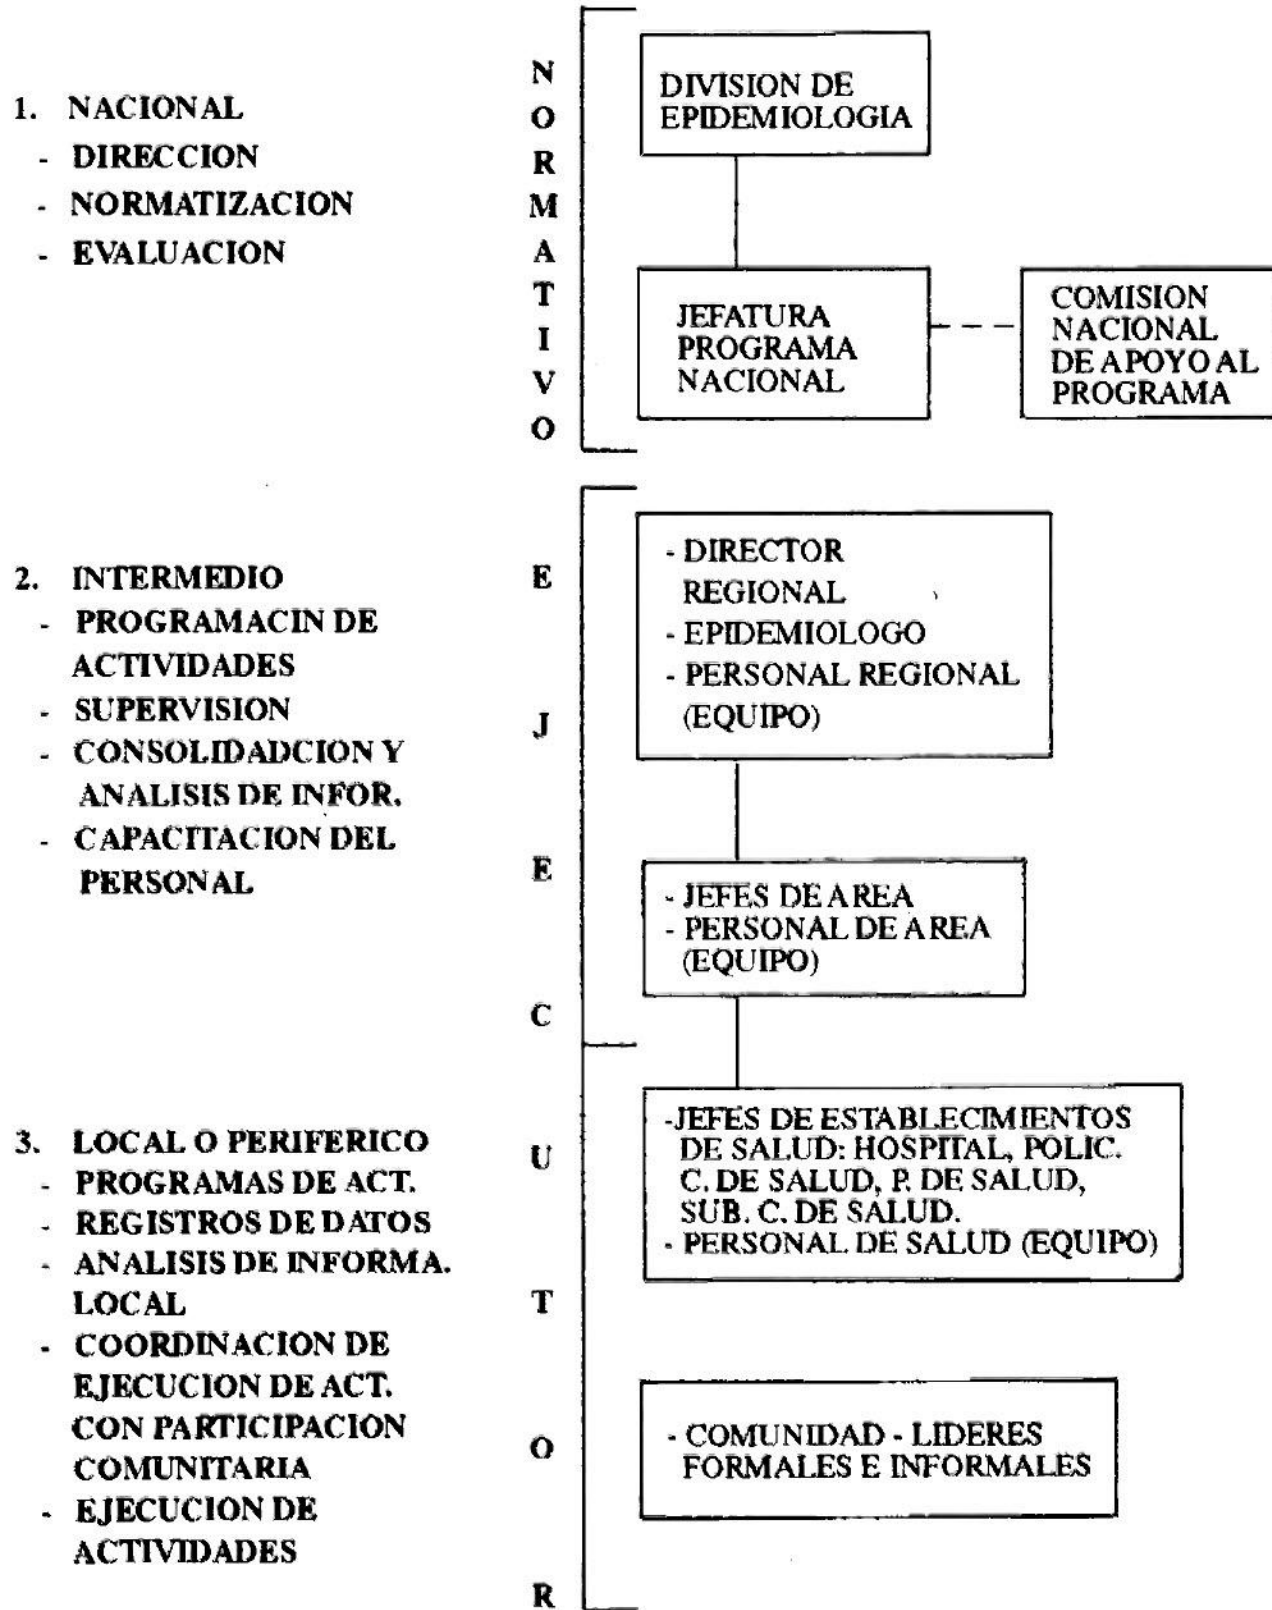 1. NACIONAL
- DIRECCION
- NORMATIZACION
- EVALUACION
N
O
R
M
A
T
I
V
O
DIVISION DE
EPIDEMIOLOGIA
JEFATURA
PROGRAMA
NACIONAL
COMISION
NACIONAL
DE APOYO AL
PROGRAMA
2. INTERMEDIO
- PROGRAMACIN DE
ACTIVIDADES
- SUPERVISION
- CONSOLIDADCION Y
ANALISIS DE INFOR.
- CAPACITACION DEL
PERSONAL
E
J
E
C
U
T
O
R
- DIRECTOR
REGIONAL
- EPIDEMIOLOGO
- PERSONAL REGIONAL
(EQUIPO)
- JEFES DE AREA
- PERSONAL DE AREA
(EQUIPO)
3. LOCAL O PERIFERICO
- PROGRAMAS DE ACT.
- REGISTROS DE DATOS
- ANALISIS DE INFORMA.
LOCAL
- COORDINACION DE
EJECUCION DE ACT.
CON PARTICIPACION
COMUNITARIA
- EJECUCION DE
ACTIVIDADES
-JEFES DE ESTABLECIMIENTOS
DE SALUD: HOSPITAL, POLIC.
C. DE SALUD, P. DE SALUD,
SUB. C. DE SALUD.
- PERSONAL DE SALUD (EQUIPO)
- COMUNIDAD - LIDERES
FORMALES E INFORMALES